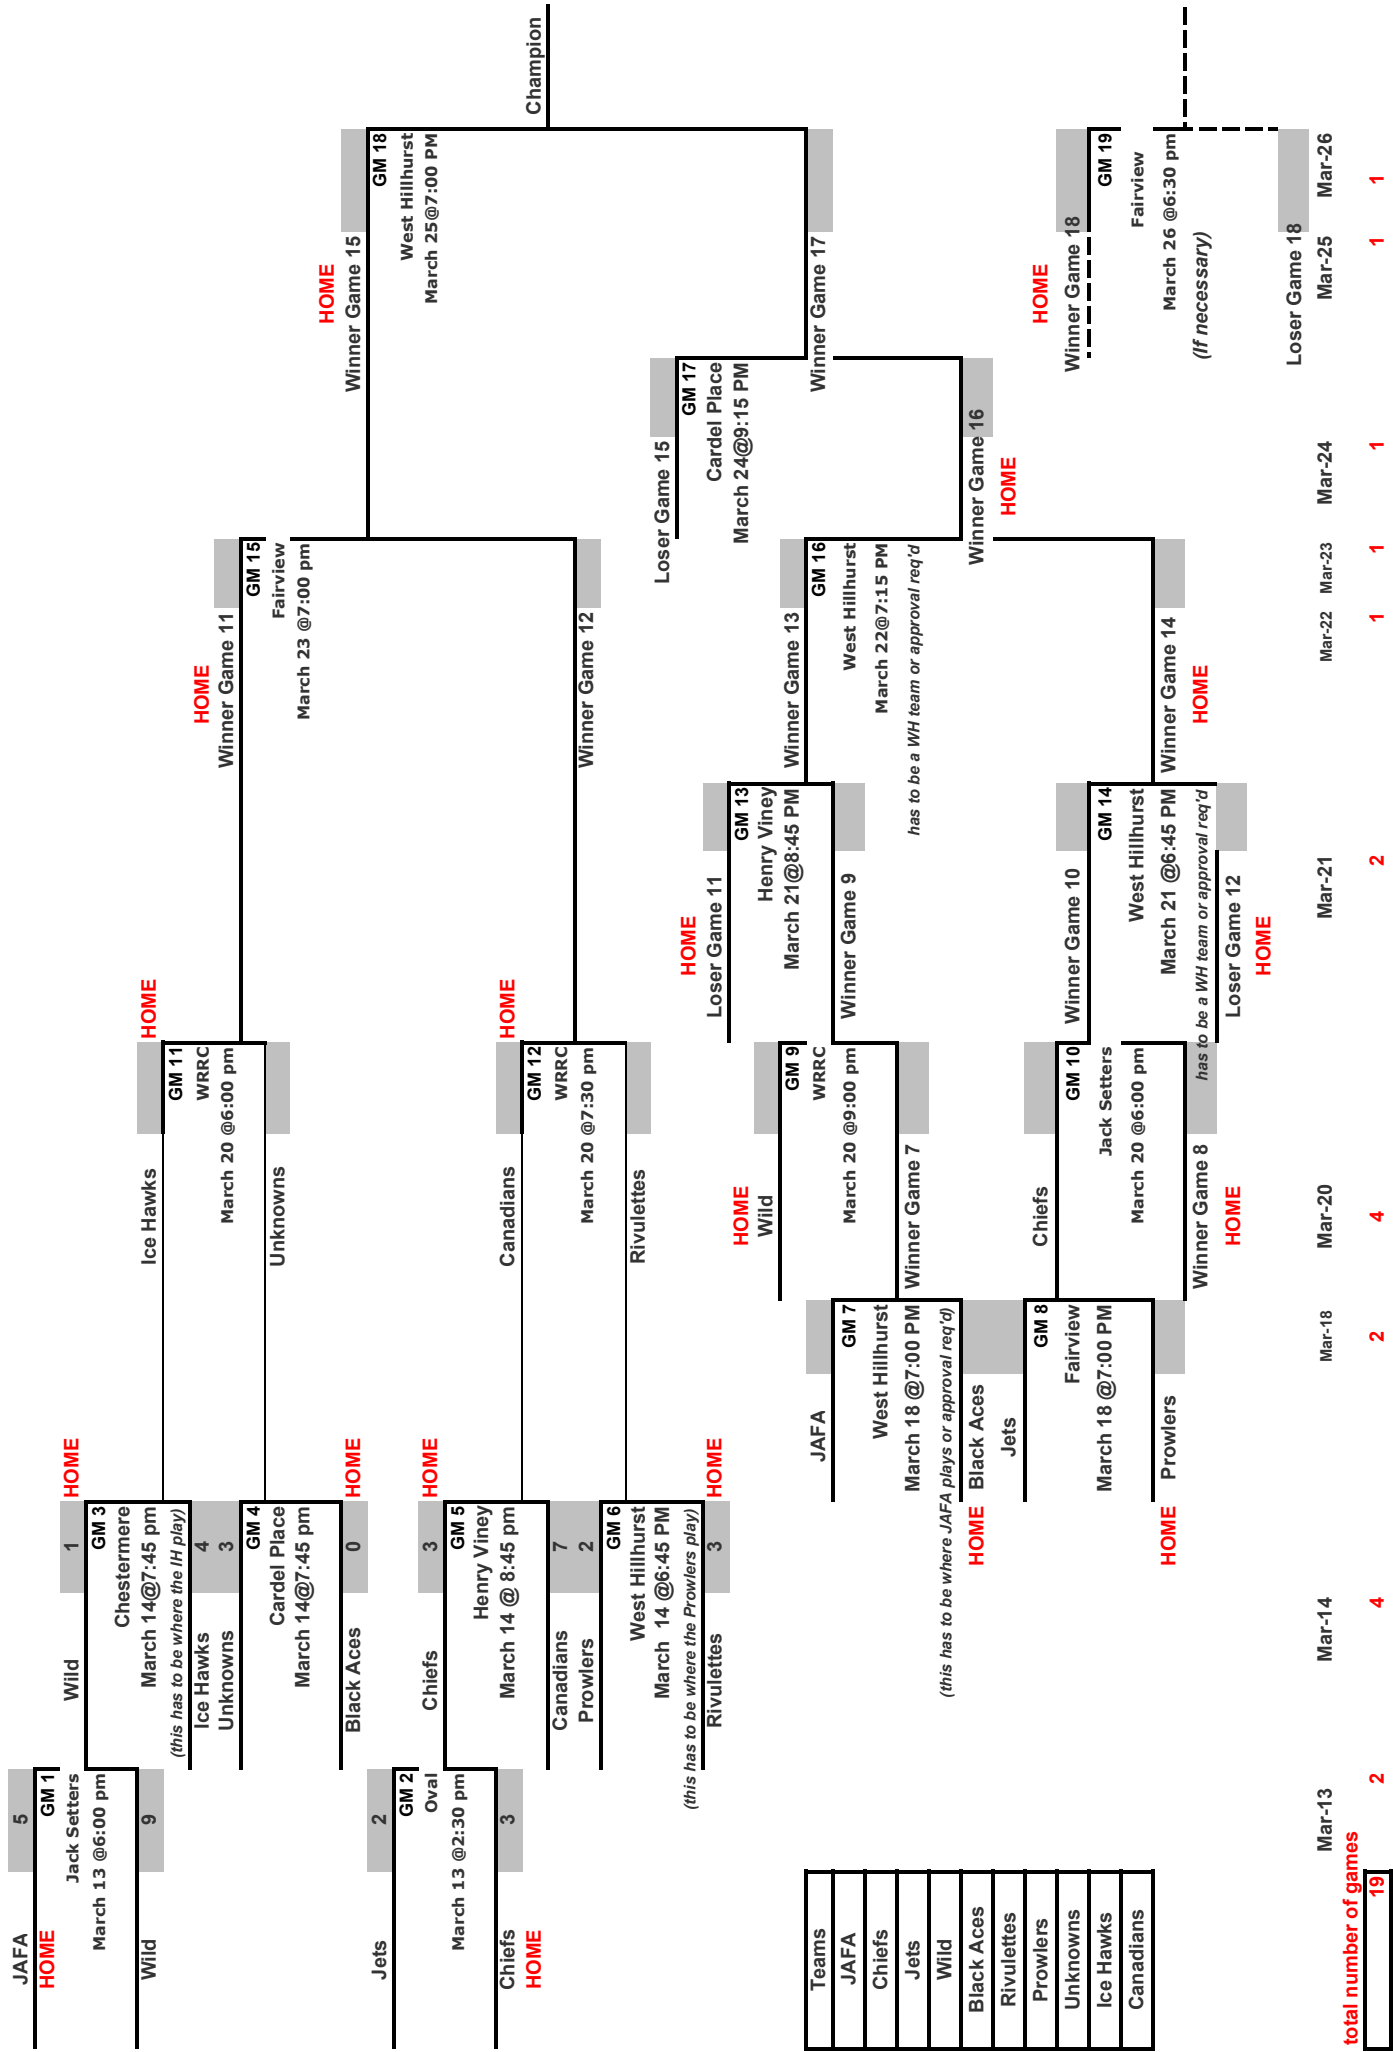 JAFA 5
HOME
GM 1
Jack Setters
March 13 @6:00 pm
Wild 9
Jets 2
GM 2
Oval
March 13 @2:30 pm
Chiefs 3
HOME
HOME
Wild 1
GM 3
Chestermere
March 14@7:45 pm
(this has to be where the IH play)
Ice Hawks 4
Unknowns 3
GM 4
Cardel Place
March 14@7:45 pm
Black Aces 0
HOME
HOME
Chiefs 3
GM 5
Henry Viney
March 14 @ 8:45 pm
Canadians 7
Prowlers 2
GM 6
West Hillhurst
March 14 @6:45 PM
(this has to be where the Prowlers play)
Rivulettes 3
HOME
JAFA
GM 7
West Hillhurst
March 18 @7:00 PM
(this has to be where JAFA plays or approval req'd)
Black Aces
HOME
Jets
GM 8
Fairview
March 18 @7:00 PM
Prowlers
HOME
HOME
Ice Hawks
GM 11
WRRC
March 20 @6:00 pm
Unknowns
HOME
Canadians
GM 12
WRRC
March 20 @7:30 pm
Rivulettes
HOME
Wild
GM 9
WRRC
March 20 @9:00 pm
Winner Game 7
Chiefs
GM 10
Jack Setters
March 20 @6:00 pm
Winner Game 8
HOME
HOME
Loser Game 11
GM 13
Henry Viney
March 21@8:45 PM
Winner Game 9
Winner Game 10
GM 14
West Hillhurst
March 21 @6:45 PM
has to be a WH team or approval req'd
Loser Game 12
HOME
HOME
Winner Game 11
GM 15
Fairview
March 23 @7:00 pm
Winner Game 12
Winner Game 13
GM 16
West Hillhurst
March 22@7:15 PM
has to be a WH team or approval req'd
Winner Game 14
HOME
Loser Game 15
GM 17
Cardel Place
March 24@9:15 PM
Winner Game 16
HOME
HOME
Winner Game 15
GM 18
West Hillhurst
March 25@7:00 PM
Winner Game 17
Champion
HOME
Winner Game 18
GM 19
Fairview
March 26 @6:30 pm
(If necessary)
Loser Game 18
Teams
JAFA
Chiefs
Jets
Wild
Black Aces
Rivulettes
Prowlers
Unknowns
Ice Hawks
Canadians
Mar-13 Mar-14 Mar-18 Mar-20 Mar-21 Mar-22 Mar-23 Mar-24 Mar-25 Mar-26
total number of games
19 2 4 2 4 2 1 1 1 1 1